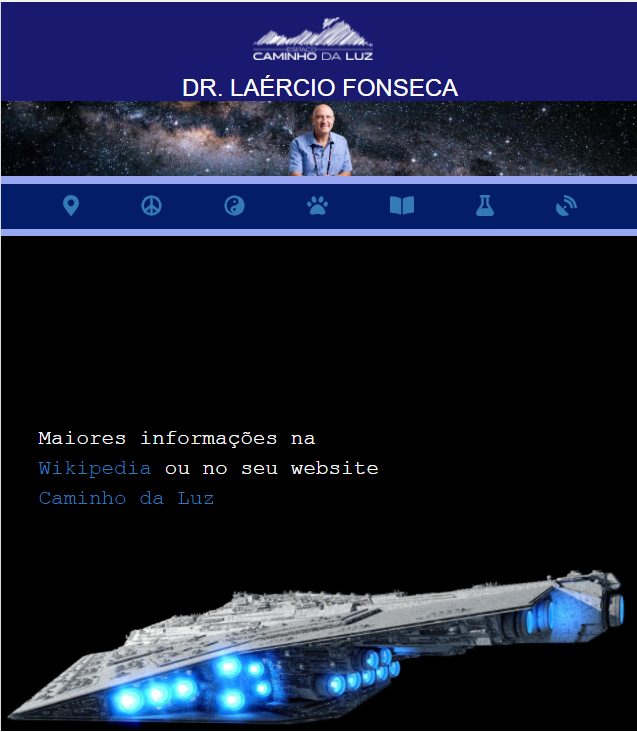 ESPAÇO
CAMINHO DA LUZ
DR. LAÉRCIO FONSECA
Maiores informações na
Wikipedia ou no seu website
Caminho da Luz